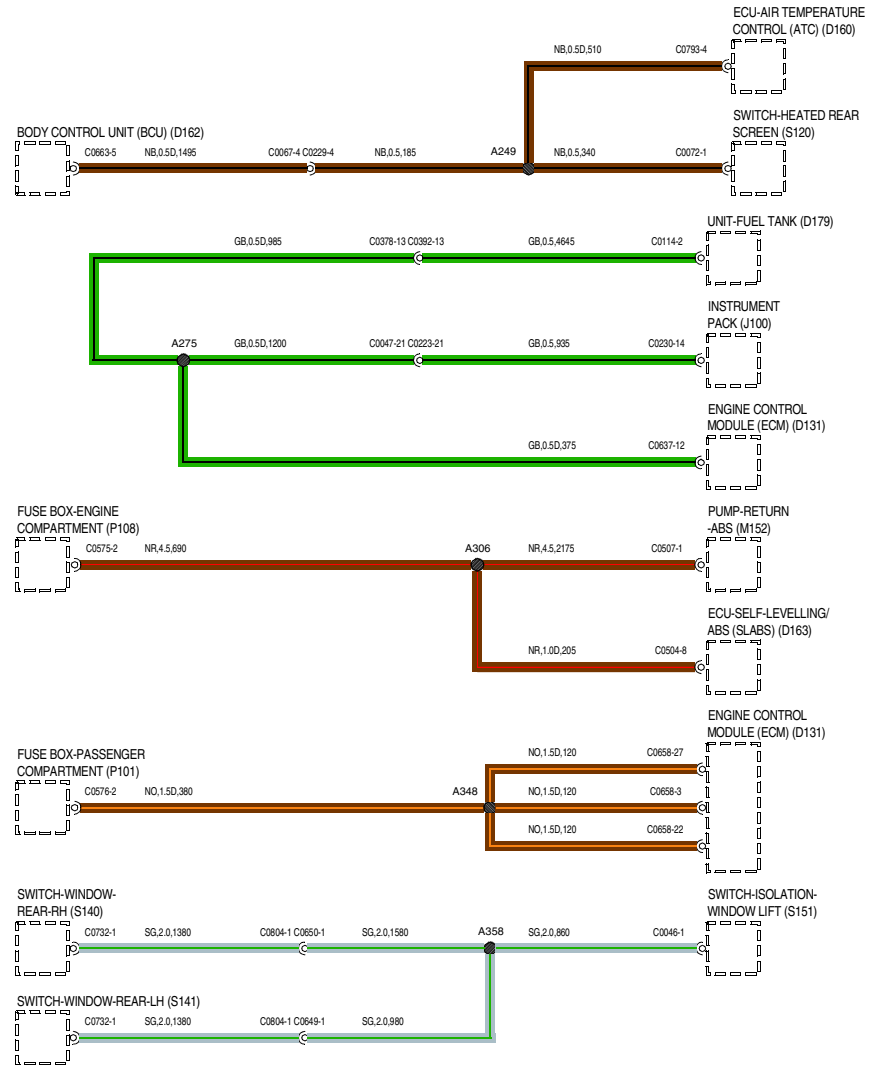 ECU-AIR TEMPERATURE
CONTROL (ATC) (D160)
NB,0.5D,510
C0793-4
SWITCH-HEATED REAR
SCREEN (S120)
BODY CONTROL UNIT (BCU) (D162)
C0663-5
NB,0.5D,1495
C0067-4 C0229-4
NB,0.5,185
A249
NB,0.5,340
C0072-1
UNIT-FUEL TANK (D179)
GB,0.5D,985
C0378-13 C0392-13
GB,0.5,4645
C0114-2
INSTRUMENT
PACK (J100)
A275
GB,0.5D,1200
C0047-21 C0223-21
GB,0.5,935
C0230-14
ENGINE CONTROL
MODULE (ECM) (D131)
GB,0.5D,375
C0637-12
FUSE BOX-ENGINE
COMPARTMENT (P108)
PUMP-RETURN
-ABS (M152)
C0575-2
NR,4.5,690
A306
NR,4.5,2175
C0507-1
ECU-SELF-LEVELLING/
ABS (SLABS) (D163)
NR,1.0D,205
C0504-8
ENGINE CONTROL
MODULE (ECM) (D131)
FUSE BOX-PASSENGER
COMPARTMENT (P101)
NO,1.5D,120
C0658-27
C0576-2
NO,1.5D,380
A348
NO,1.5D,120
C0658-3
NO,1.5D,120
C0658-22
SWITCH-WINDOW-
REAR-RH (S140)
SWITCH-ISOLATION-
WINDOW LIFT (S151)
C0732-1
SG,2.0,1380
C0804-1 C0650-1
SG,2.0,1580
A358
SG,2.0,860
C0046-1
SWITCH-WINDOW-REAR-LH (S141)
C0732-1
SG,2.0,1380
C0804-1 C0649-1
SG,2.0,980